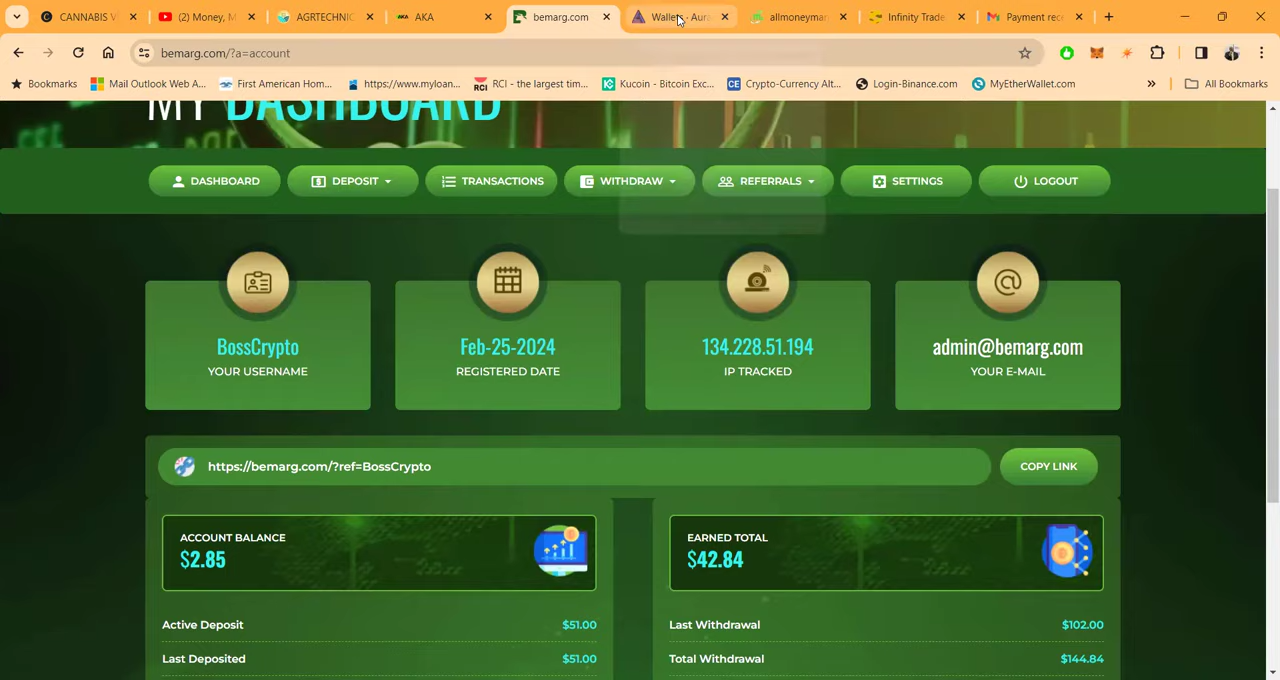 CANNABIS V
(2) Money, M
AGRTECHNIC
AKA
bemarg.com
Wallets · Aura
allmoneyman
Infinity Trade
Payment rec
bemarg.com/?a=account
Bookmarks
Mail Outlook Web A...
First American Hom...
https://www.myloan...
RCI - the largest tim...
Kucoin - Bitcoin Exc...
Crypto-Currency Alt...
Login-Binance.com
MyEtherWallet.com
All Bookmarks
MY DASHBOARD
DASHBOARD
DEPOSIT
TRANSACTIONS
WITHDRAW
REFERRALS
SETTINGS
LOGOUT
BossCrypto
YOUR USERNAME
Feb-25-2024
REGISTERED DATE
134.228.51.194
IP TRACKED
admin@bemarg.com
YOUR E-MAIL
https://bemarg.com/?ref=BossCrypto
COPY LINK
ACCOUNT BALANCE
$2.85
EARNED TOTAL
$42.84
Active Deposit $51.00
Last Withdrawal $102.00
Last Deposited $51.00
Total Withdrawal $144.84